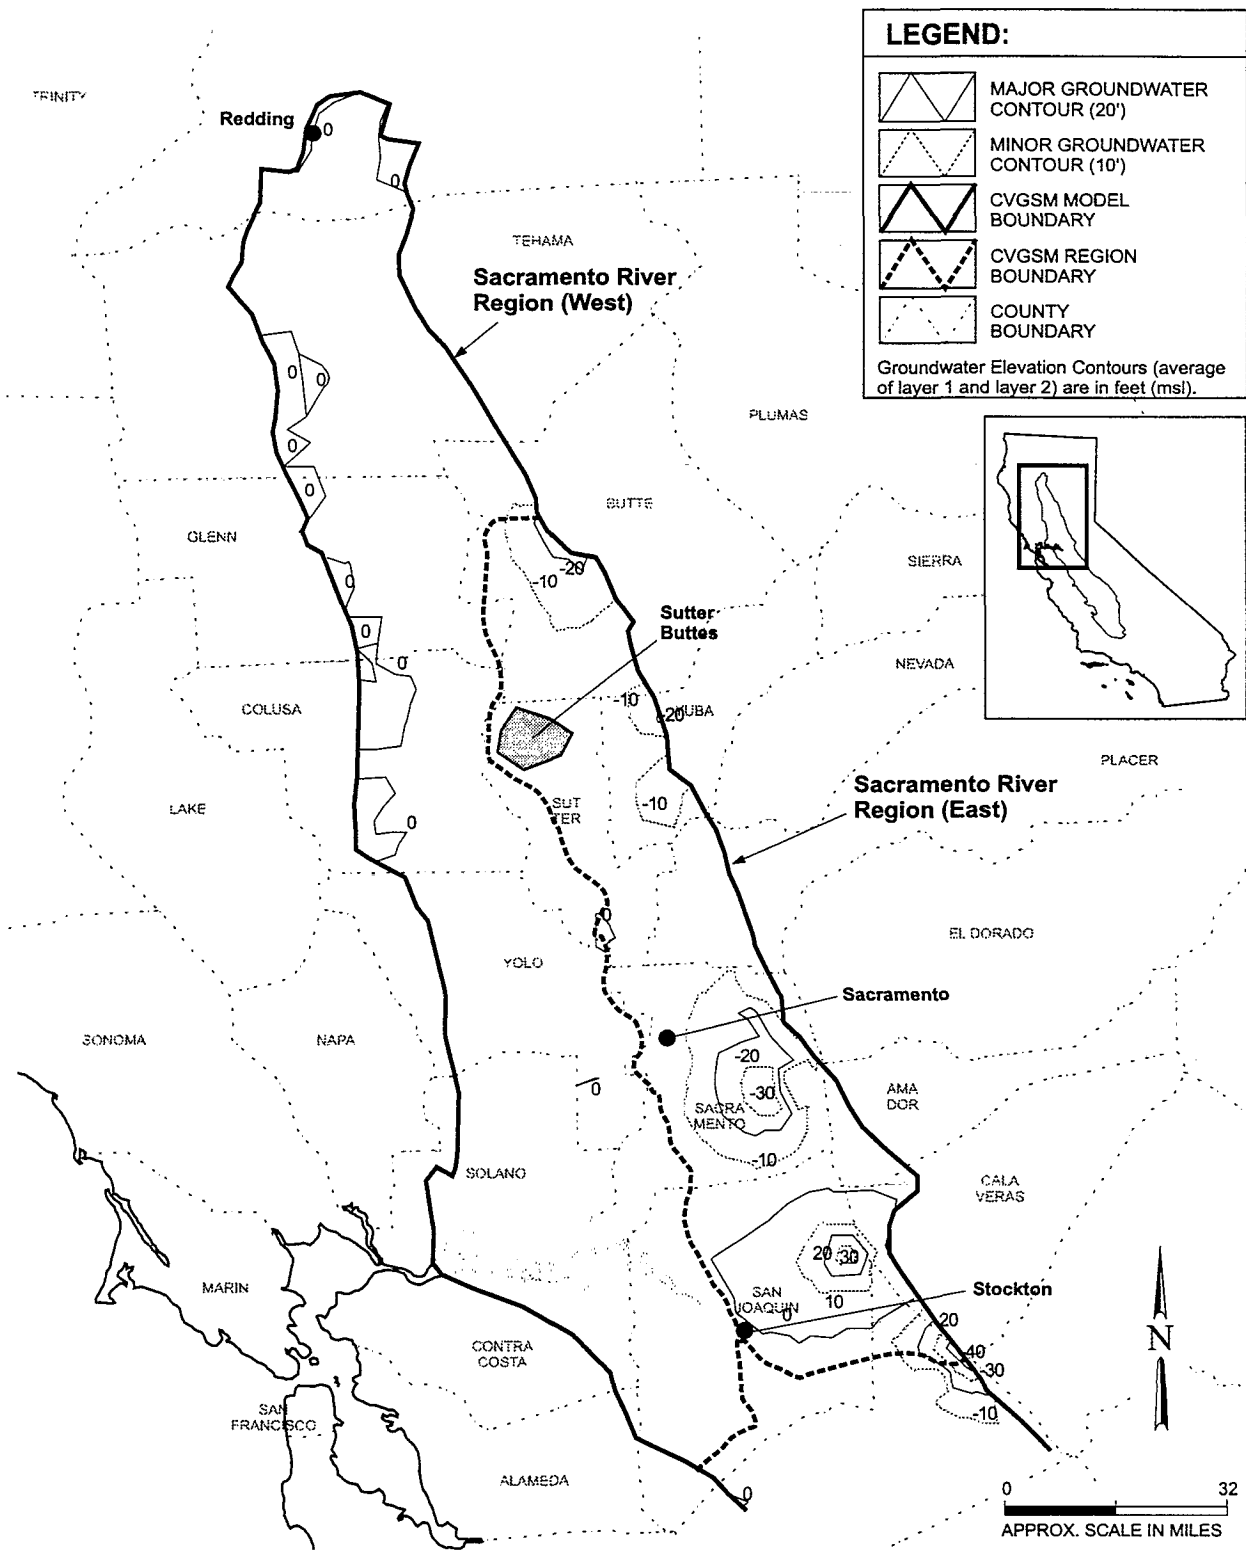 LEGEND:
MAJOR GROUNDWATER
CONTOUR (20')
MINOR GROUNDWATER
CONTOUR (10')
CVGSM MODEL
BOUNDARY
CVGSM REGION
BOUNDARY
COUNTY
BOUNDARY
Groundwater Elevation Contours (average
of layer 1 and layer 2) are in feet (msl).
TRINITY
Redding
0
0
TEHAMA
Sacramento River
Region (West)
0
0
0
0
PLUMAS
BUTTE
GLENN
SIERRA
-20
-10
0
Sutter
Buttes
0
0
NEVADA
-10
-20
YUBA
COLUSA
PLACER
Sacramento River
Region (East)
-10
SUT
TER
LAKE
0
0
EL DORADO
YOLO
Sacramento
SONOMA
NAPA
-20
-30
0
AMA
DOR
SACRA
MENTO
-10
SOLANO
CALA
VERAS
20
30
MARIN
SAN
JOAQUIN
10
0
Stockton
20
CONTRA
COSTA
-40
-30
N
SAN
FRANCISCO
-10
ALAMEDA
0
0
32
APPROX. SCALE IN MILES